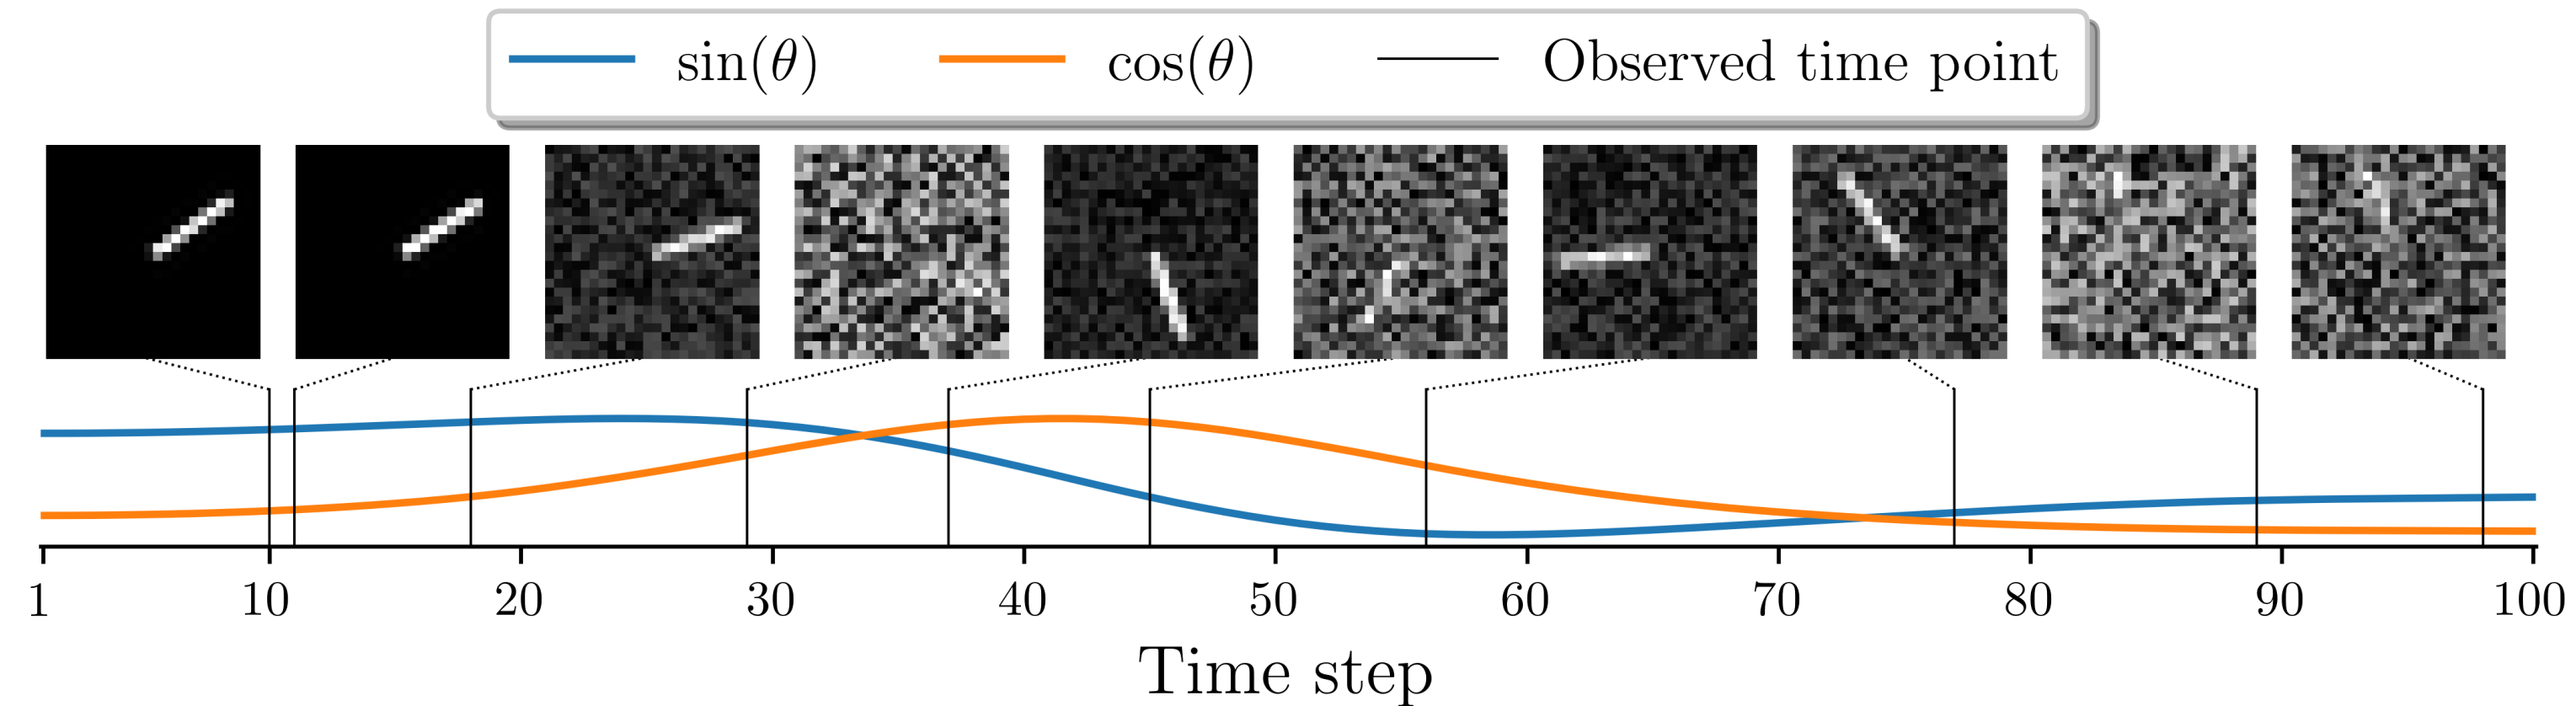 sin(θ) cos(θ) Observed time point
1 10 20 30 40 50 60 70 80 90 100
Time step